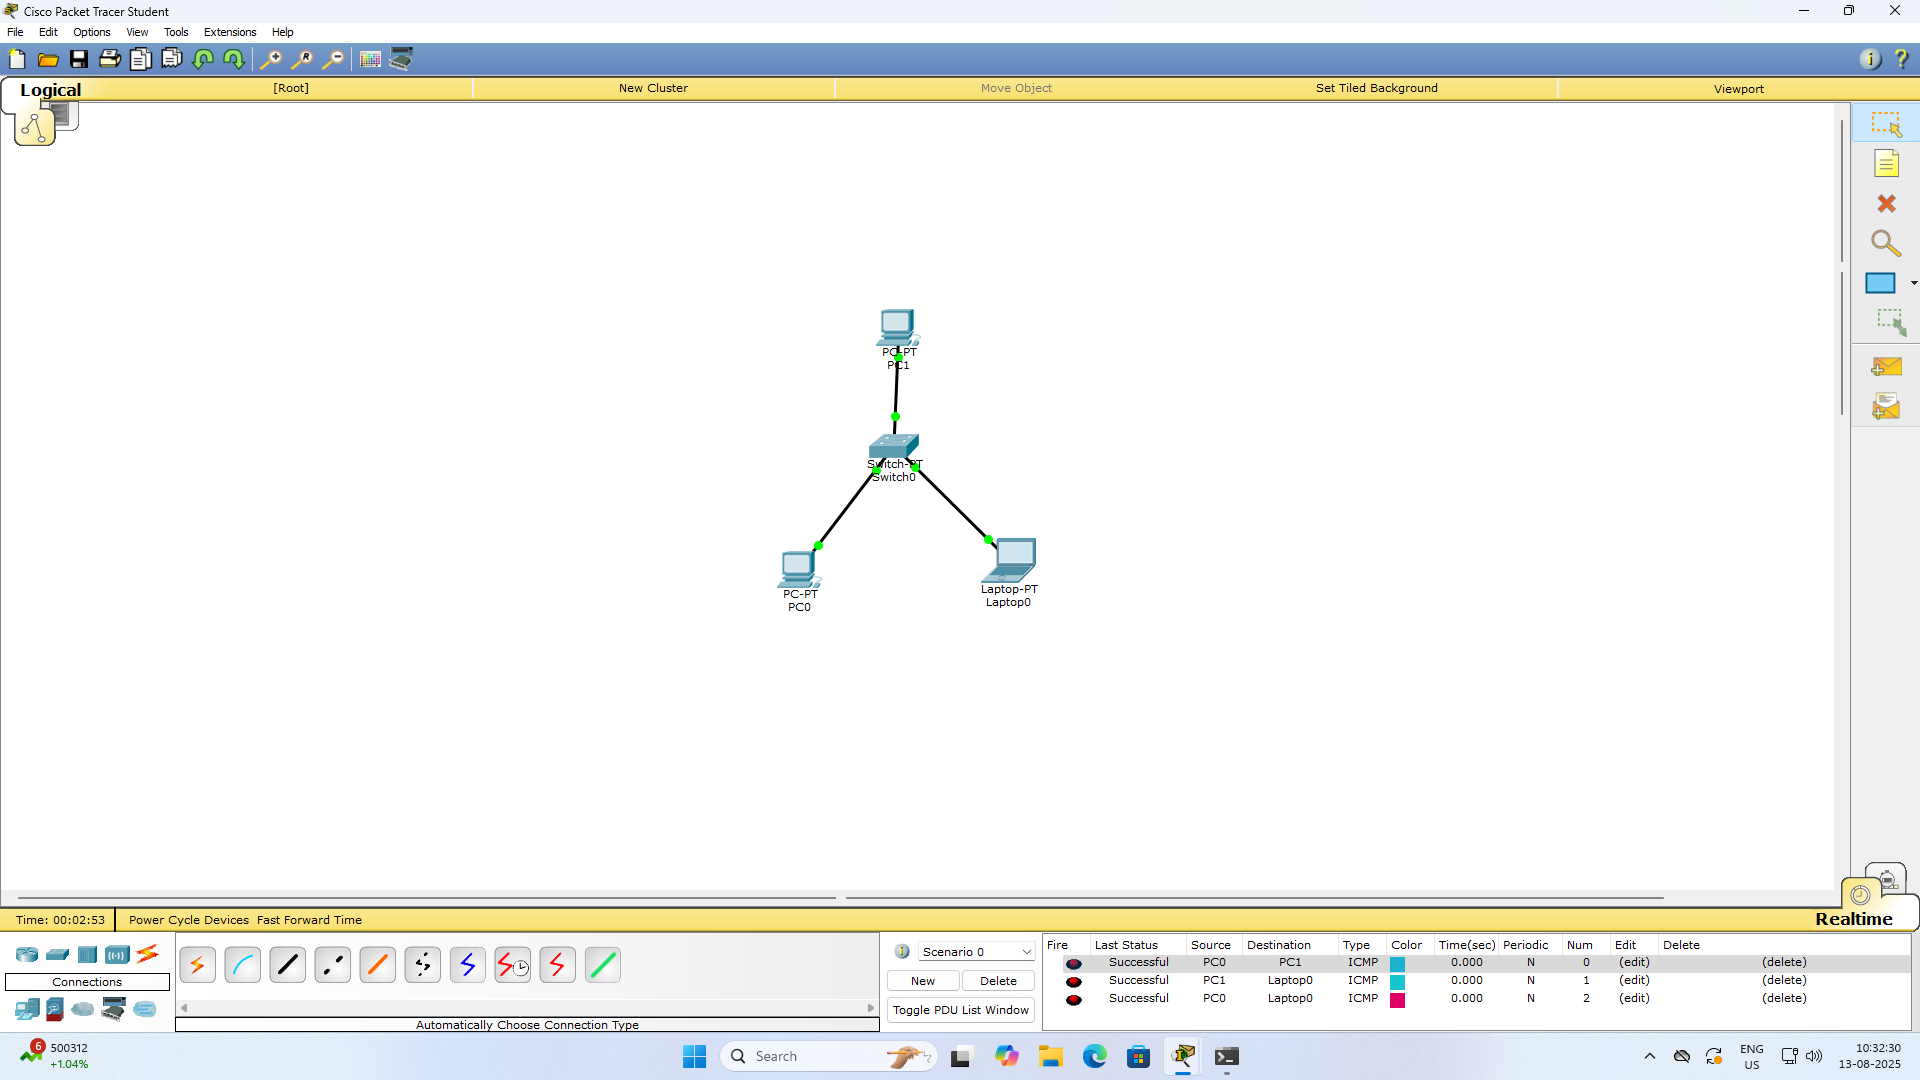 Cisco Packet Tracer Student
File Edit Options View Tools Extensions Help
Logical [Root] New Cluster Move Object Set Tiled Background Viewport
PC-PT
PC1
Switch-PT
Switch0
PC-PT
PC0
Laptop-PT
Laptop0
Time: 00:02:53 Power Cycle Devices Fast Forward Time Realtime
Connections
Automatically Choose Connection Type
Scenario 0
New Delete
Toggle PDU List Window
Fire Last Status Source Destination Type Color Time(sec) Periodic Num Edit Delete
Successful PC0 PC1 ICMP 0.000 N 0 (edit) (delete)
Successful PC1 Laptop0 ICMP 0.000 N 1 (edit) (delete)
Successful PC0 Laptop0 ICMP 0.000 N 2 (edit) (delete)
6
500312
+1.04%
Search
ENG
US
10:32:30
13-08-2025